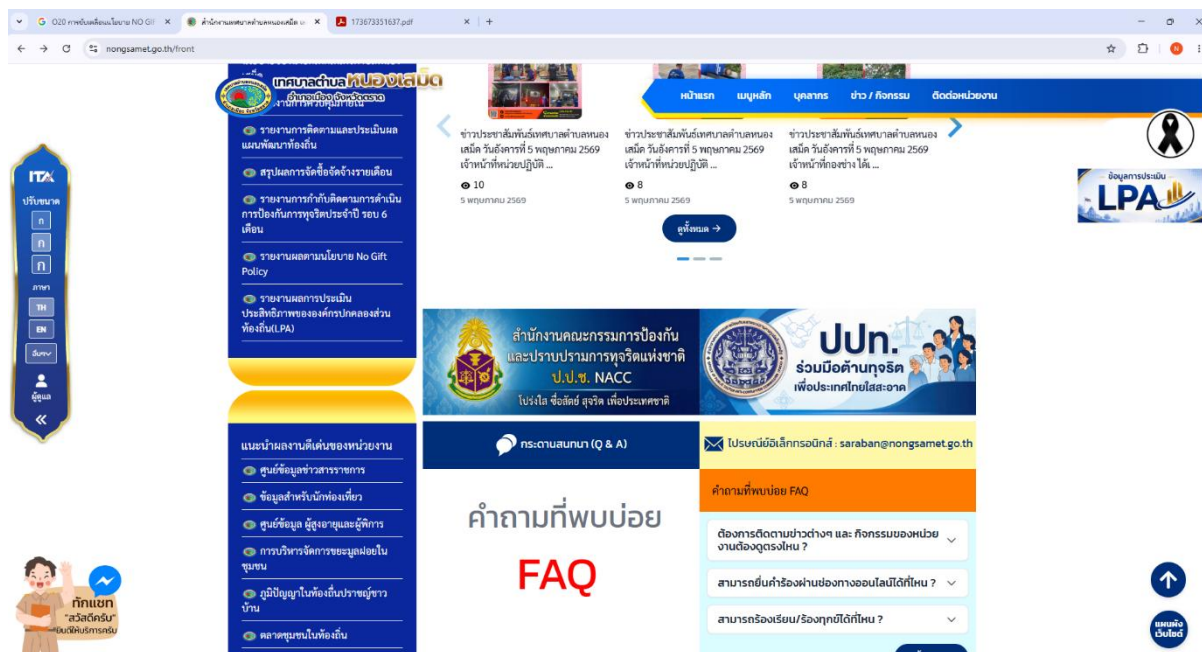 O20 การขับเคลื่อนนโยบาย NO GIF
สำนักงานเทศบาลตำบลหนองเสม็ด
173673351637.pdf
nongsamet.go.th/front
เทศบาลตำบลหนองเสม็ด
อำเภอเมือง จังหวัดตราด
หน้าแรก เมนูหลัก บุคลากร ข่าว / กิจกรรม ติดต่อหน่วยงาน
ITA
ปรับขนาด
ก
ก
ก
ภาษา
TH
EN
ผู้ดูแล
รายงานการติดตามและประเมินผล
แผนพัฒนาท้องถิ่น
สรุปผลการจัดซื้อจัดจ้างรายเดือน
รายงานการกำกับติดตามการดำเนิน
การป้องกันการทุจริตประจำปี รอบ 6
เดือน
รายงานผลตามนโยบาย No Gift
Policy
รายงานผลการประเมิน
ประสิทธิภาพขององค์กรปกคลองส่วน
ท้องถิ่น(LPA)
แนะนำผลงานดีเด่นของหน่วยงาน
ศูนย์ข้อมูลข่าวสารราชการ
ข้อมูลสำหรับนักท่องเที่ยว
ศูนย์ข้อมูล ผู้สูงอายุและผู้พิการ
การบริหารจัดการขยะมูลฝอยใน
ชุมชน
ภูมิปัญญาในท้องถิ่นปราชญ์ชาว
บ้าน
ตลาดชุมชนในท้องถิ่น
ข่าวประชาสัมพันธ์เทศบาลตำบลหนอง
เสม็ด วันอังคารที่ 5 พฤษภาคม 2569
เจ้าหน้าที่หน่วยปฏิบัติ ...
10
5 พฤษภาคม 2569
ข่าวประชาสัมพันธ์เทศบาลตำบลหนอง
เสม็ด วันอังคารที่ 5 พฤษภาคม 2569
เจ้าหน้าที่หน่วยปฏิบัติ ...
8
5 พฤษภาคม 2569
ข่าวประชาสัมพันธ์เทศบาลตำบลหนอง
เสม็ด วันอังคารที่ 5 พฤษภาคม 2569
เจ้าหน้าที่กองช่าง ได้เ...
8
5 พฤษภาคม 2569
ดูทั้งหมด →
สำนักงานคณะกรรมการป้องกัน
และปราบปรามการทุจริตแห่งชาติ
ป.ป.ช. NACC
โปร่งใส ซื่อสัตย์ สุจริต เพื่อประเทศชาติ
ปปท.
ร่วมมือต้านทุจริต
เพื่อประเทศไทยใสสะอาด
กระดานสนทนา (Q & A)
ไปรษณีย์อิเล็กทรอนิกส์ : saraban@nongsamet.go.th
คำถามที่พบบ่อย
FAQ
คำถามที่พบบ่อย FAQ
ต้องการติดตามข่าวต่างๆ และ กิจกรรมของหน่วย
งานต้องดูตรงไหน ?
สามารถยื่นคำร้องผ่านช่องทางออนไลน์ได้ที่ไหน ?
สามารถร้องเรียน/ร้องทุกข์ได้ที่ไหน ?
ข้อมูลการประเมิน
LPA
ทักแชท
"สวัสดีครับ"
ยินดีให้บริการครับ
แผนผัง
เว็บไซต์